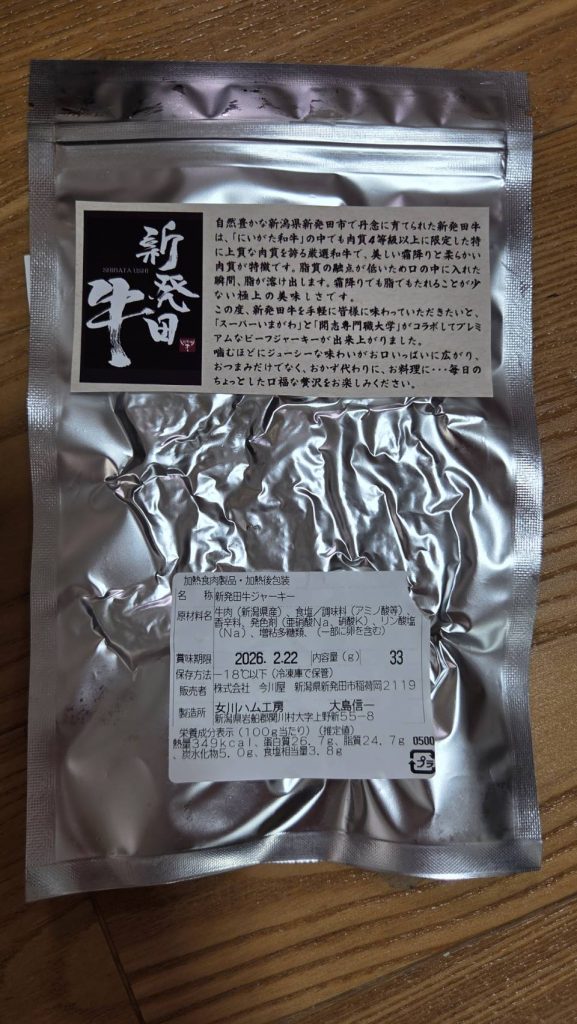 新発田牛
SHIBATA USHI
自然豊かな新潟県新発田市で丹念に育てられた新発田牛
は、「にいがた和牛」の中でも肉質4等級以上に限定した特
に上質な肉質を誇る厳選和牛で、美しい霜降りと柔らかい
肉質が特徴です。脂質の融点が低いため口の中に入れた
瞬間、脂が溶け出します。霜降りでも脂でもたれることが少
ない極上の美味しさです。
この度、新発田牛を手軽に皆様に味わっていただきたいと、
「スーパーいまがわ」と「開志専門職大学」がコラボしてプレミ
アムなビーフジャーキーが出来上がりました。
噛むほどにジューシーな味わいがお口いっぱいに広がり、
おつまみだけでなく、おかず代わりに、お料理に・・・毎日の
ちょっとした口福な贅沢をお楽しみください。
加熱食肉製品・加熱後包装
名 称 新発田牛ジャーキー
原材料名 牛肉（新潟県産）、食塩／調味料（アミノ酸等）、
香辛料、発色剤（亜硝酸Na、硝酸K）、リン酸塩
（Na）、増粘多糖類、（一部に卵を含む）
賞味期限 2026. 2.22 内容量（g） 33
保存方法 －18℃以下（冷凍庫で保管）
販売者 株式会社 今川屋 新潟県新発田市稲荷岡2119
製造所 女川ハム工房 大島信一
新潟県岩船郡関川村大字上野新55－8
栄養成分表示（100g当たり）（推定値）
熱量349kcal、蛋白質26.7g、脂質24.7g 0500
、炭水化物5.0g、食塩相当量3.8g
プラ